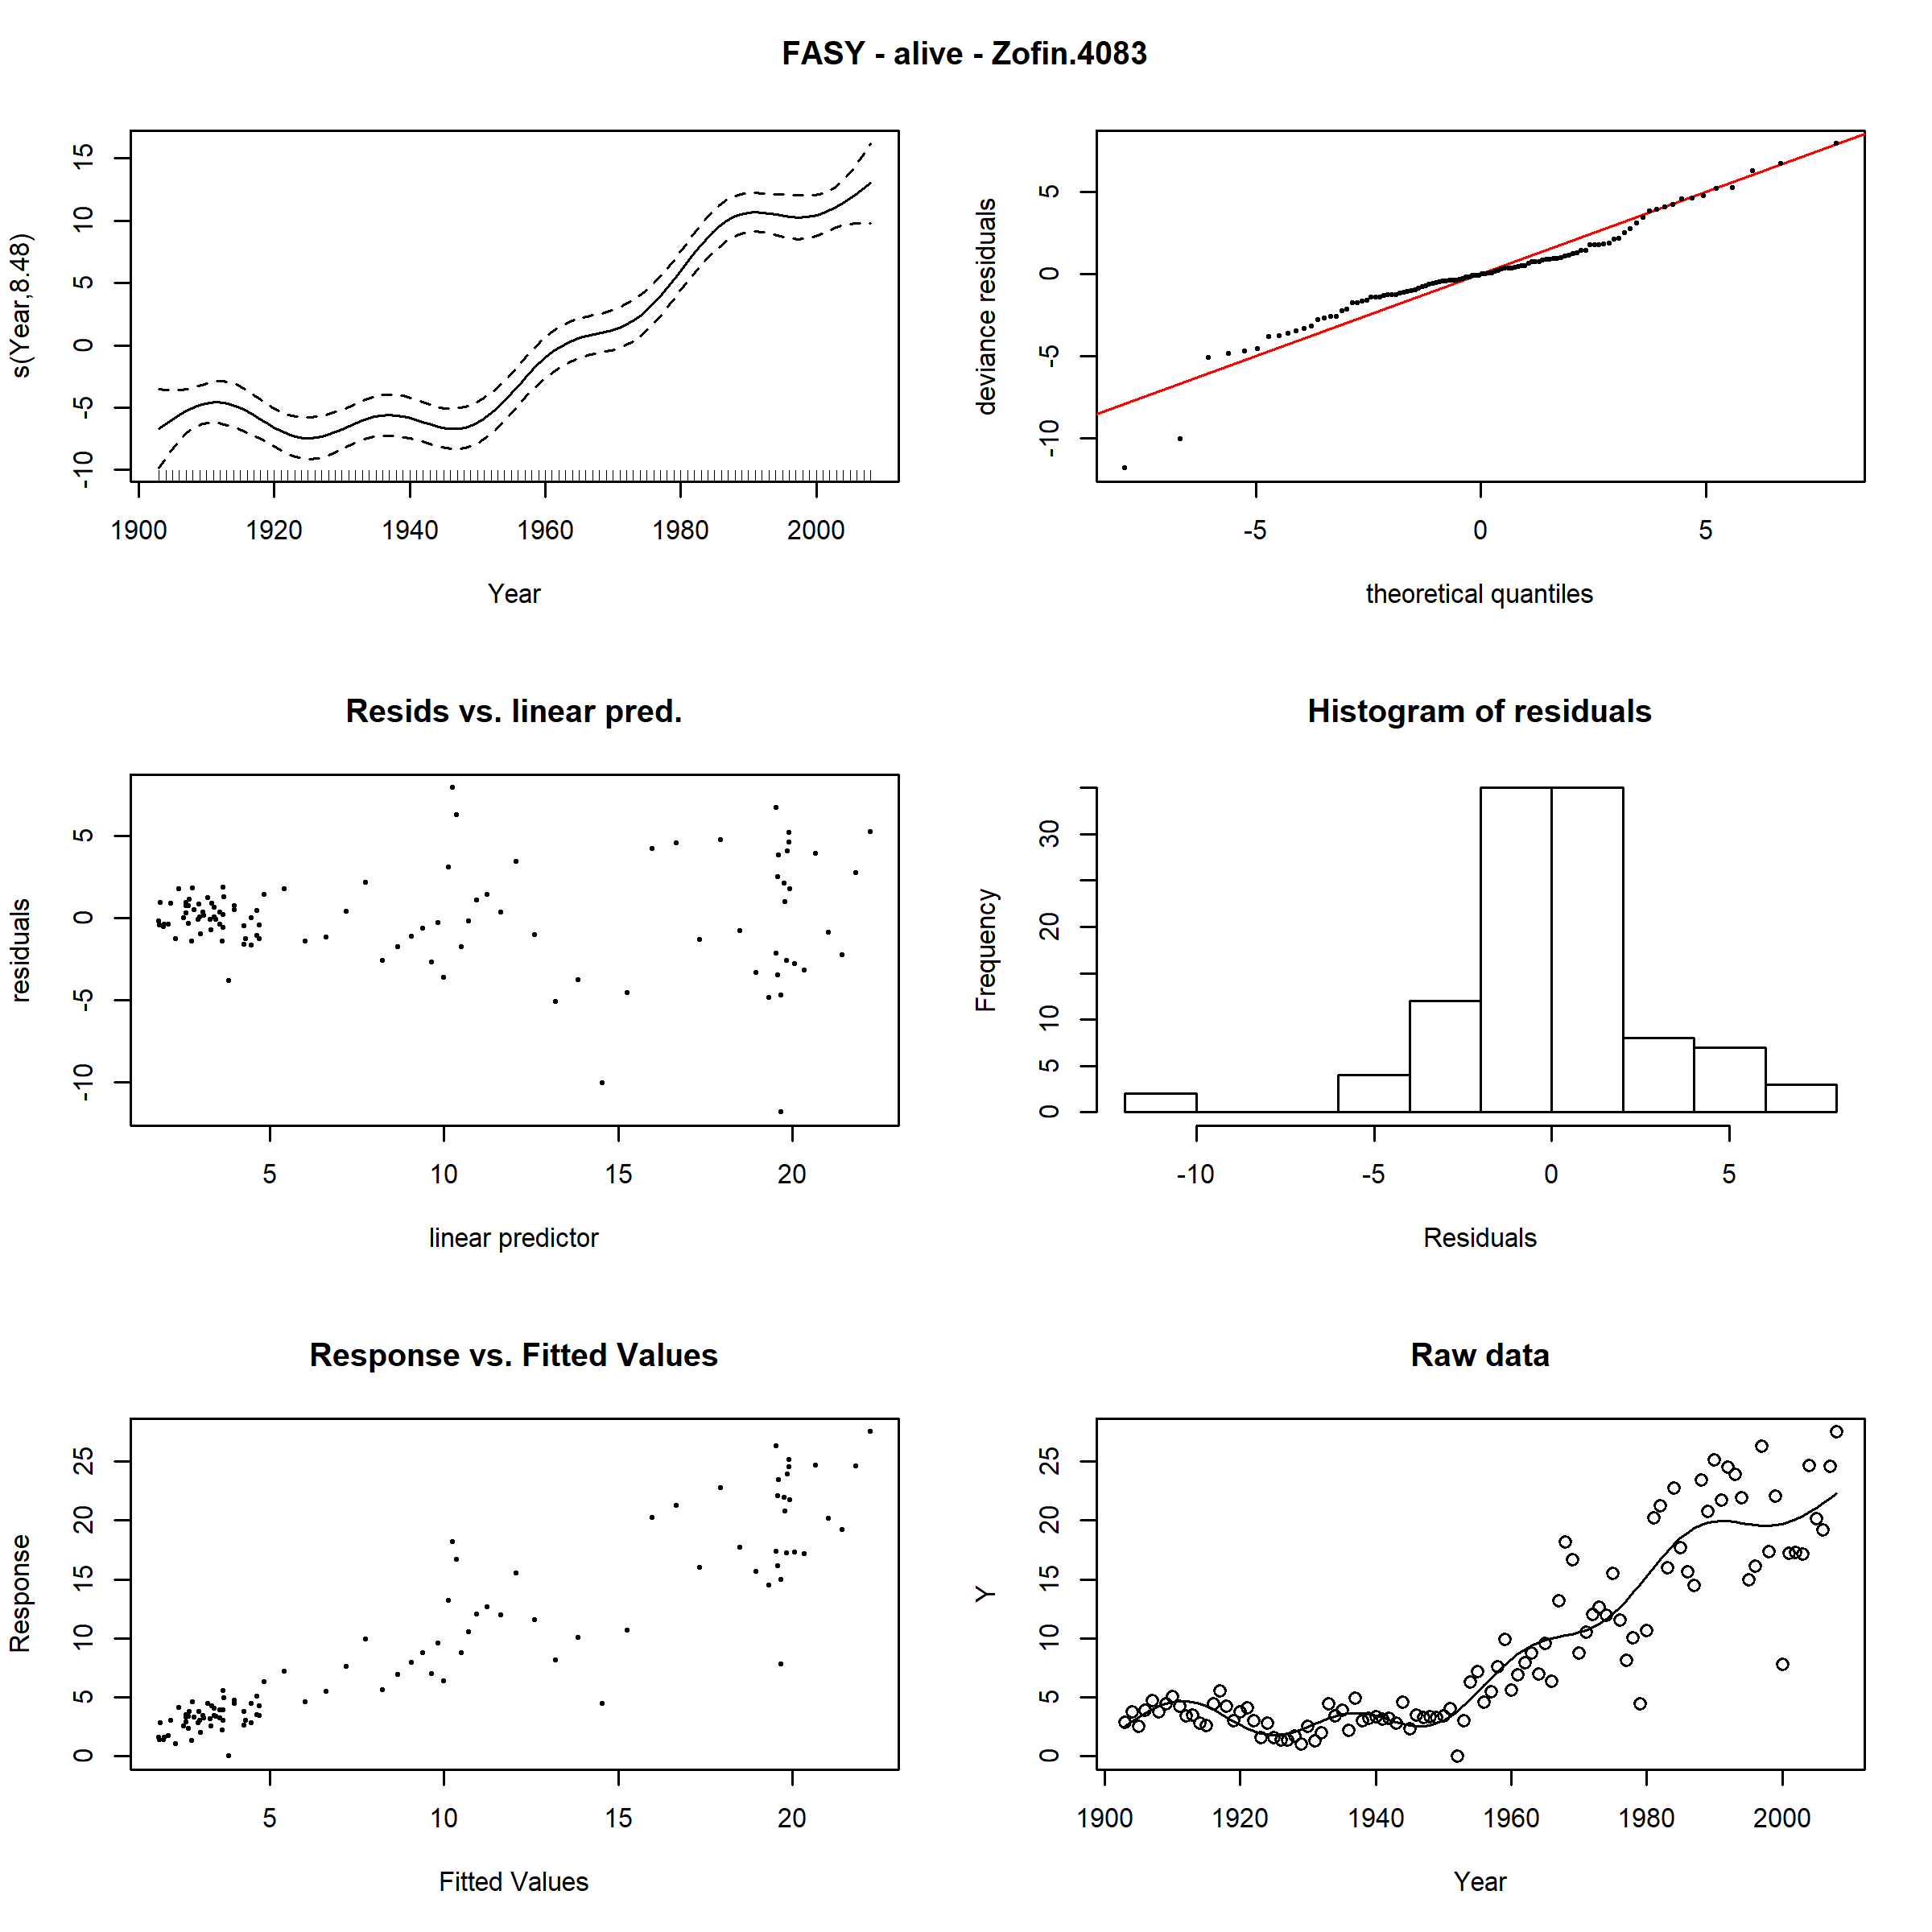 FASY - alive - Zofin.4083
s(Year,8.48)
15
10
5
0
-5
-10
1900 1920 1940 1960 1980 2000
Year
deviance residuals
5
0
-5
-10
-5 0 5
theoretical quantiles
Resids vs. linear pred.
residuals
5
0
-5
-10
5 10 15 20
linear predictor
Histogram of residuals
Frequency
30
20
10
5
0
-10 -5 0 5
Residuals
Response vs. Fitted Values
Response
25
20
15
10
5
0
5 10 15 20
Fitted Values
Raw data
Y
25
20
15
10
5
0
1900 1920 1940 1960 1980 2000
Year